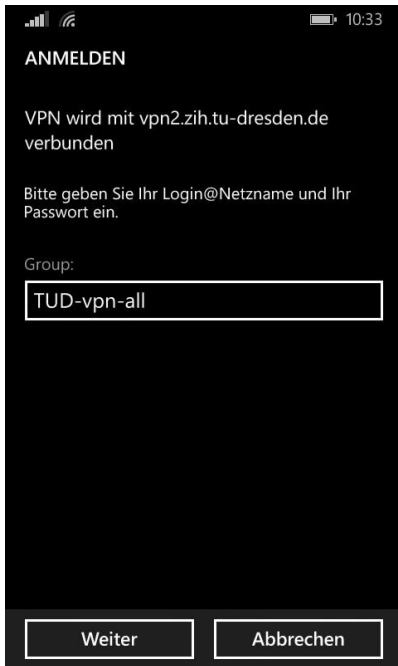 10:33
ANMELDEN
VPN wird mit vpn2.zih.tu-dresden.de
verbunden
Bitte geben Sie Ihr Login@Netzname und Ihr
Passwort ein.
Group:
TUD-vpn-all
Weiter Abbrechen